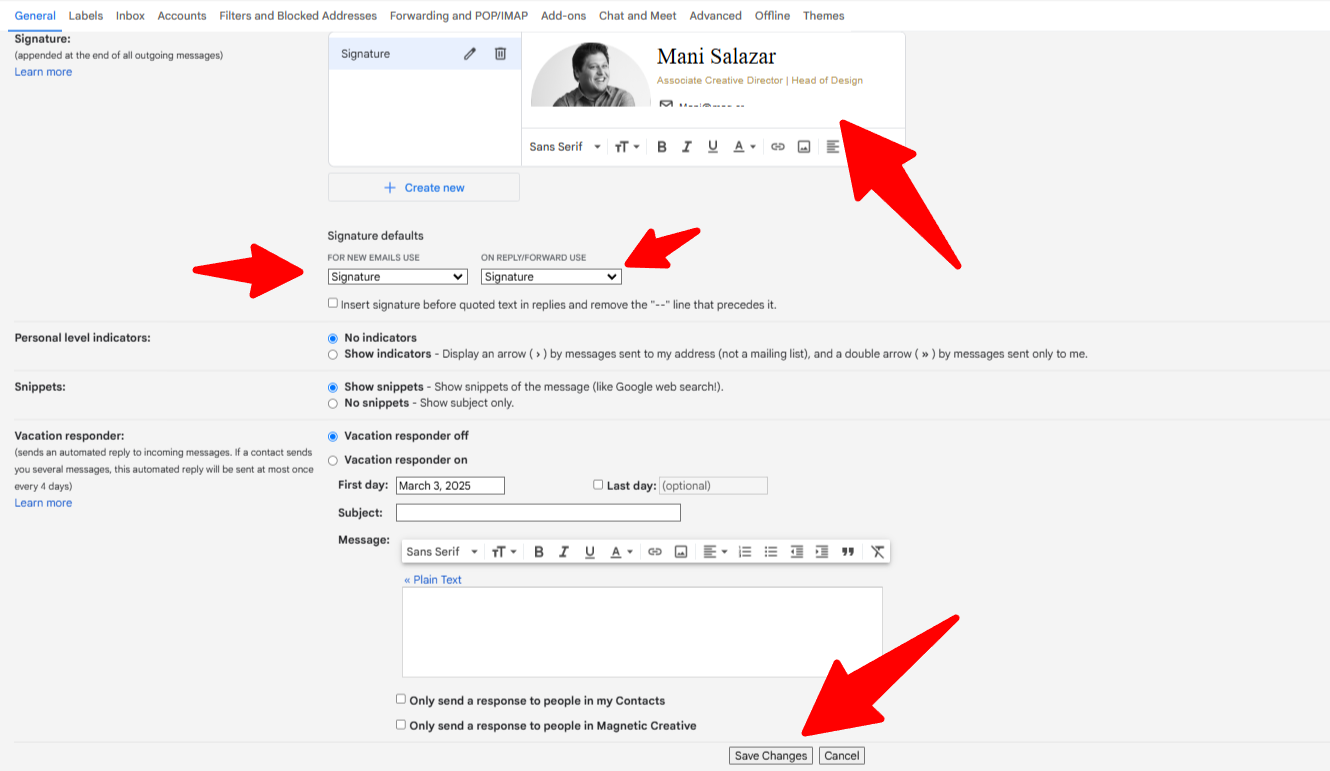 General Labels Inbox Accounts Filters and Blocked Addresses Forwarding and POP/IMAP Add-ons Chat and Meet Advanced Offline Themes
Signature:
(appended at the end of all outgoing messages)
Learn more
Signature
Mani Salazar
Associate Creative Director | Head of Design
Sans Serif
Create new
Signature defaults
FOR NEW EMAILS USE ON REPLY/FORWARD USE
Signature Signature
Insert signature before quoted text in replies and remove the "--" line that precedes it.
Personal level indicators:
No indicators
Show indicators - Display an arrow ( › ) by messages sent to my address (not a mailing list), and a double arrow ( » ) by messages sent only to me.
Snippets:
Show snippets - Show snippets of the message (like Google web search!).
No snippets - Show subject only.
Vacation responder:
(sends an automated reply to incoming messages. If a contact sends
you several messages, this automated reply will be sent at most once
every 4 days)
Learn more
Vacation responder off
Vacation responder on
First day: March 3, 2025 Last day: (optional)
Subject:
Message:
Sans Serif
« Plain Text
Only send a response to people in my Contacts
Only send a response to people in Magnetic Creative
Save Changes Cancel